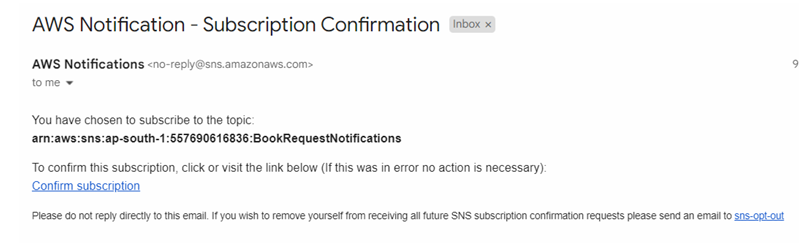 AWS Notification - Subscription Confirmation Inbox ×
AWS Notifications <no-reply@sns.amazonaws.com> 9
to me
You have chosen to subscribe to the topic:
arn:aws:sns:ap-south-1:557690616836:BookRequestNotifications
To confirm this subscription, click or visit the link below (If this was in error no action is necessary):
Confirm subscription
Please do not reply directly to this email. If you wish to remove yourself from receiving all future SNS subscription confirmation requests please send an email to sns-opt-out